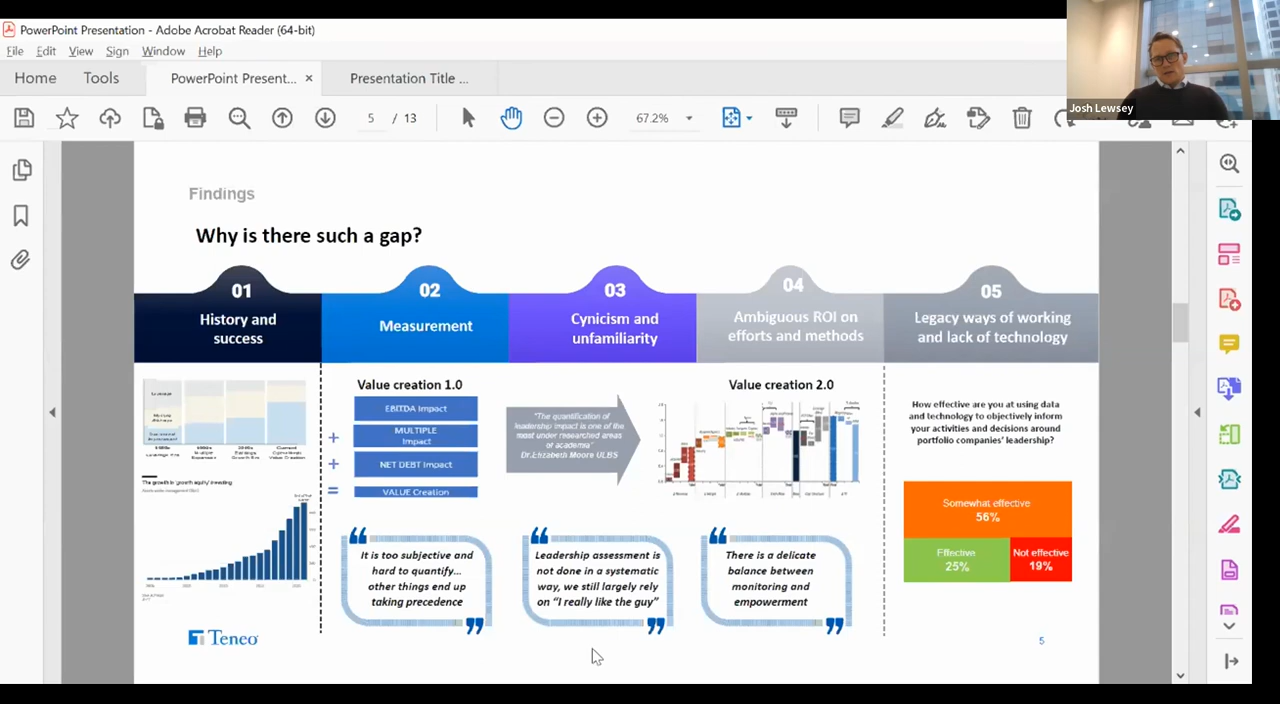 PowerPoint Presentation - Adobe Acrobat Reader (64-bit)
File Edit View Sign Window Help
Home Tools PowerPoint Present... × Presentation Title ...
5 / 13 67.2%
Josh Lewsey
Findings
Why is there such a gap?
01
History and
success
02
Measurement
03
Cynicism and
unfamiliarity
04
Ambiguous ROI on
efforts and methods
05
Legacy ways of working
and lack of technology
The growth in 'growth equity' investing
Value creation 1.0
EBITDA Impact
+ MULTIPLE
Impact
+ NET DEBT Impact
= VALUE Creation
"The quantification of
leadership impact is one of the
most under researched areas
of academia"
Dr.Elizabeth Moore ULBS
Value creation 2.0
It is too subjective and
hard to quantify...
other things end up
taking precedence
Leadership assessment is
not done in a systematic
way, we still largely rely
on "I really like the guy"
There is a delicate
balance between
monitoring and
empowerment
How effective are you at using data
and technology to objectively inform
your activities and decisions around
portfolio companies' leadership?
Somewhat effective
56%
Effective
25%
Not effective
19%
Teneo
5